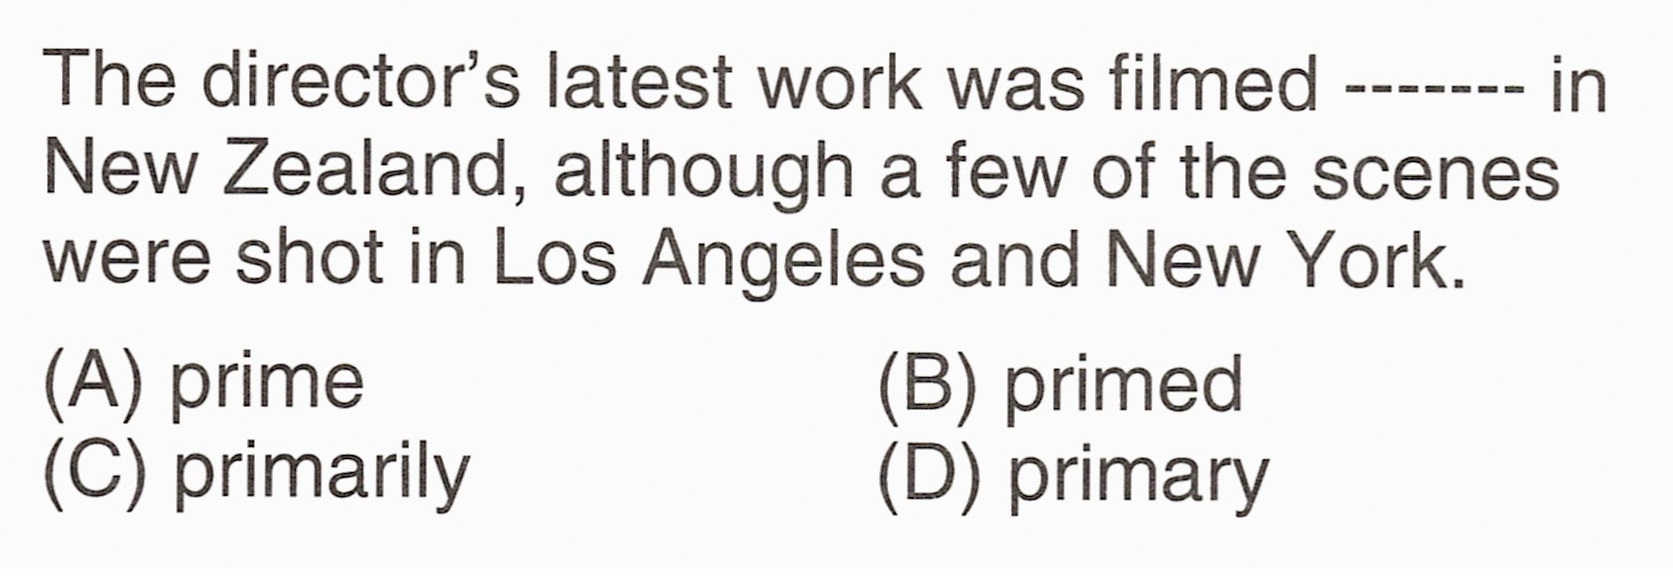 The director’s latest work was filmed ------- in
New Zealand, although a few of the scenes
were shot in Los Angeles and New York.
(A) prime (B) primed
(C) primarily (D) primary